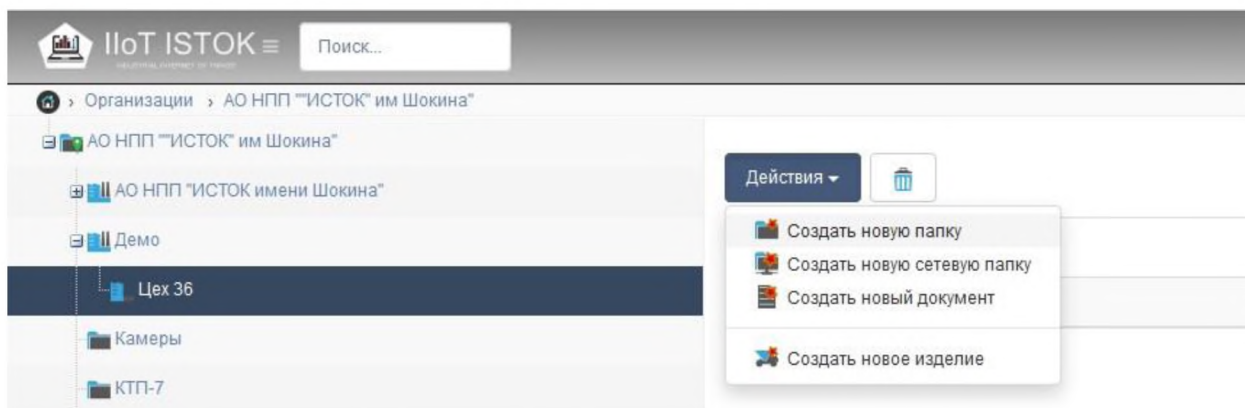 IIoT ISTOK
Поиск...
Организации › АО НПП ""ИСТОК" им Шокина"
АО НПП ""ИСТОК" им Шокина"
АО НПП "ИСТОК имени Шокина"
Действия
Демо
Создать новую папку
Создать новую сетевую папку
Цех 36
Создать новый документ
Камеры
Создать новое изделие
КТП-7